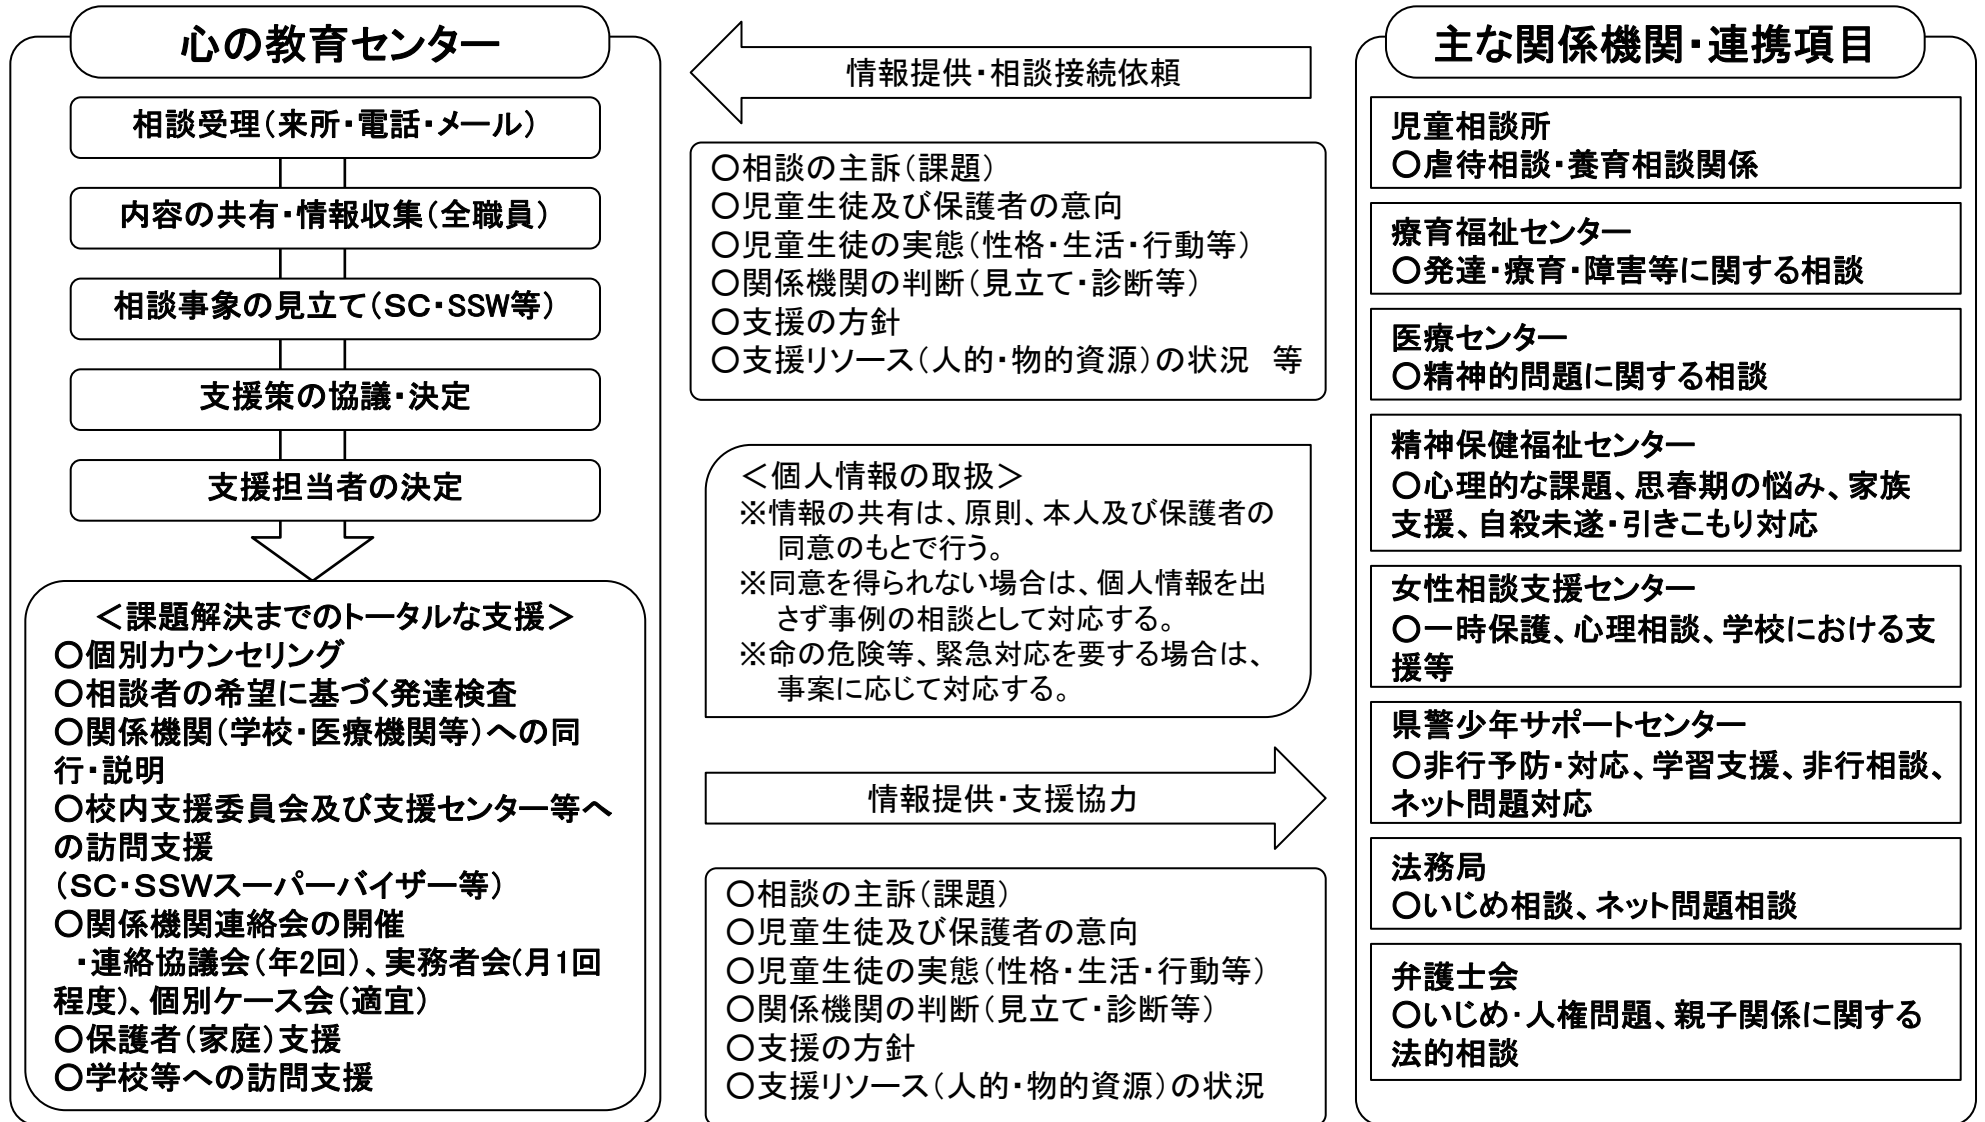 心の教育センター
相談受理(来所・電話・メール)
内容の共有・情報収集(全職員)
相談事象の見立て(SC・SSW等)
支援策の協議・決定
支援担当者の決定
<課題解決までのトータルな支援>
○個別カウンセリング
○相談者の希望に基づく発達検査
○関係機関(学校・医療機関等)への同
行・説明
○校内支援委員会及び支援センター等へ
の訪問支援
(SC・SSWスーパーバイザー等)
○関係機関連絡会の開催
・連絡協議会(年2回)、実務者会(月1回
程度)、個別ケース会(適宜)
○保護者(家庭)支援
○学校等への訪問支援
情報提供・相談接続依頼
○相談の主訴(課題)
○児童生徒及び保護者の意向
○児童生徒の実態(性格・生活・行動等)
○関係機関の判断(見立て・診断等)
○支援の方針
○支援リソース(人的・物的資源)の状況 等
<個人情報の取扱>
※情報の共有は、原則、本人及び保護者の
同意のもとで行う。
※同意を得られない場合は、個人情報を出
さず事例の相談として対応する。
※命の危険等、緊急対応を要する場合は、
事案に応じて対応する。
情報提供・支援協力
○相談の主訴(課題)
○児童生徒及び保護者の意向
○児童生徒の実態(性格・生活・行動等)
○関係機関の判断(見立て・診断等)
○支援の方針
○支援リソース(人的・物的資源)の状況
主な関係機関・連携項目
児童相談所
○虐待相談・養育相談関係
療育福祉センター
○発達・療育・障害等に関する相談
医療センター
○精神的問題に関する相談
精神保健福祉センター
○心理的な課題、思春期の悩み、家族
支援、自殺未遂・引きこもり対応
女性相談支援センター
○一時保護、心理相談、学校における支
援等
県警少年サポートセンター
○非行予防・対応、学習支援、非行相談、
ネット問題対応
法務局
○いじめ相談、ネット問題相談
弁護士会
○いじめ・人権問題、親子関係に関する
法的相談